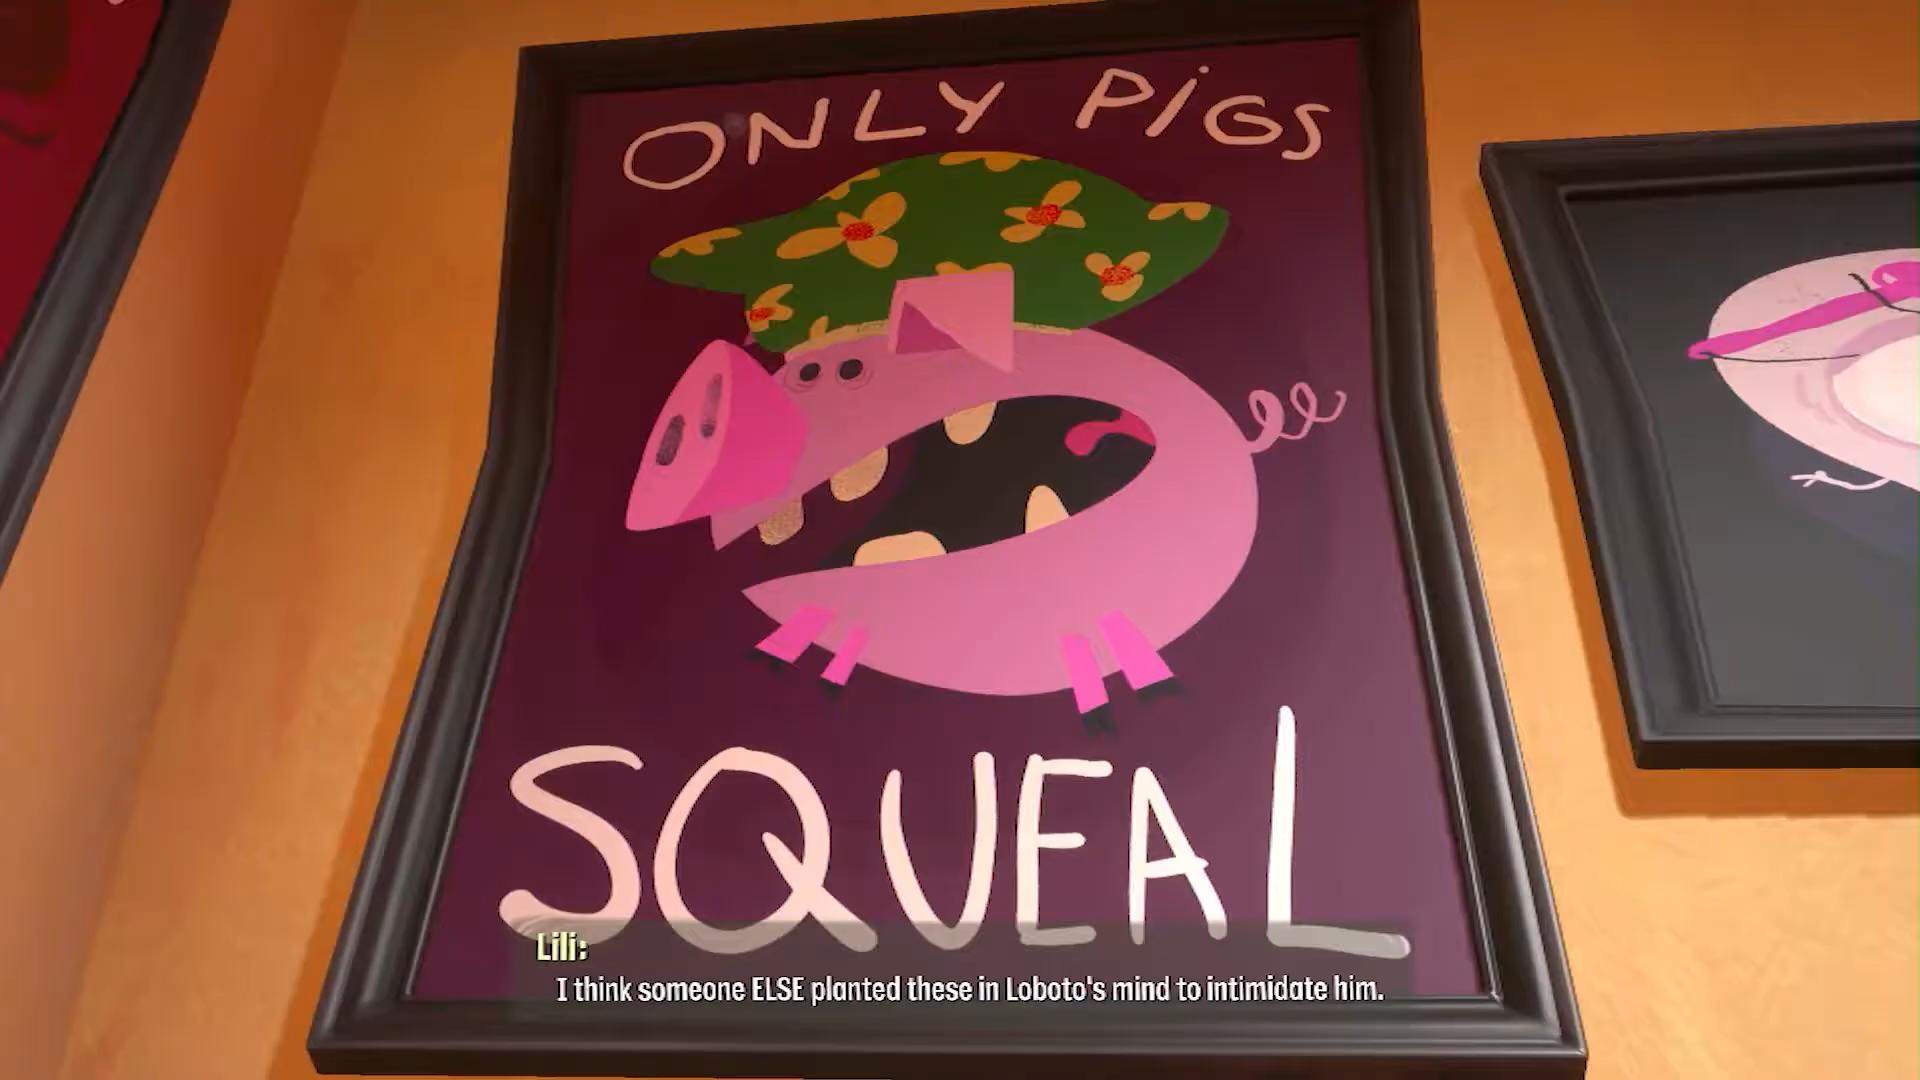 ONLY PiGS
SQUEAL
Lili:
I think someone ELSE planted these in Loboto's mind to intimidate him.